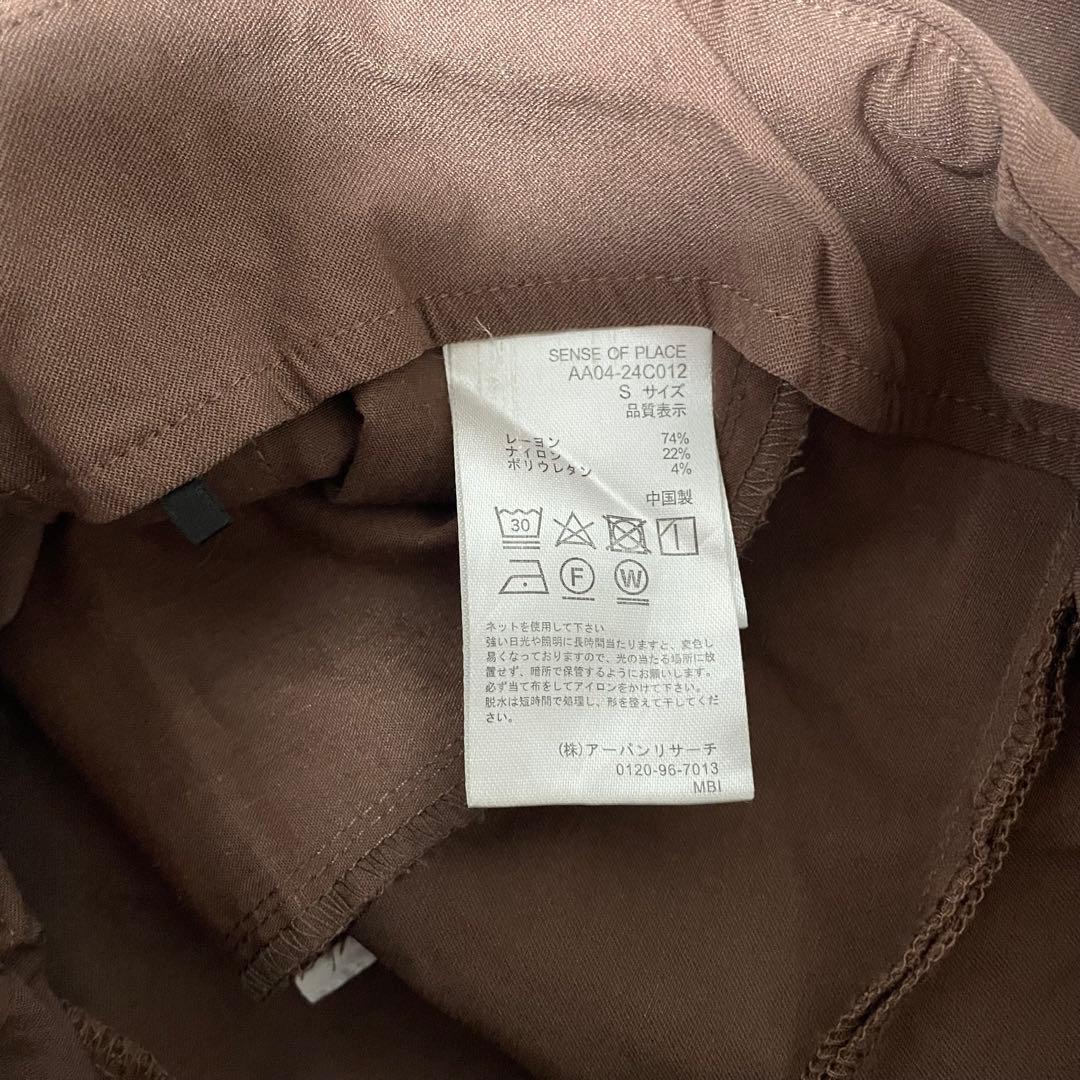 SENSE OF PLACE
AA04-24C012
S サイズ
品質表示
レーヨン 74%
ナイロン 22%
ポリウレタン 4%
中国製
30
F W
ネットを使用して下さい
強い日光や照明に長時間当たりますと、変色し
易くなっておりますので、光の当たる場所に放
置せず、暗所で保管するようにお願いします。
必ず当て布をしてアイロンをかけて下さい。
脱水は短時間で処理し、形を整えて干してくだ
さい。
(株)アーバンリサーチ
0120-96-7013
MBI